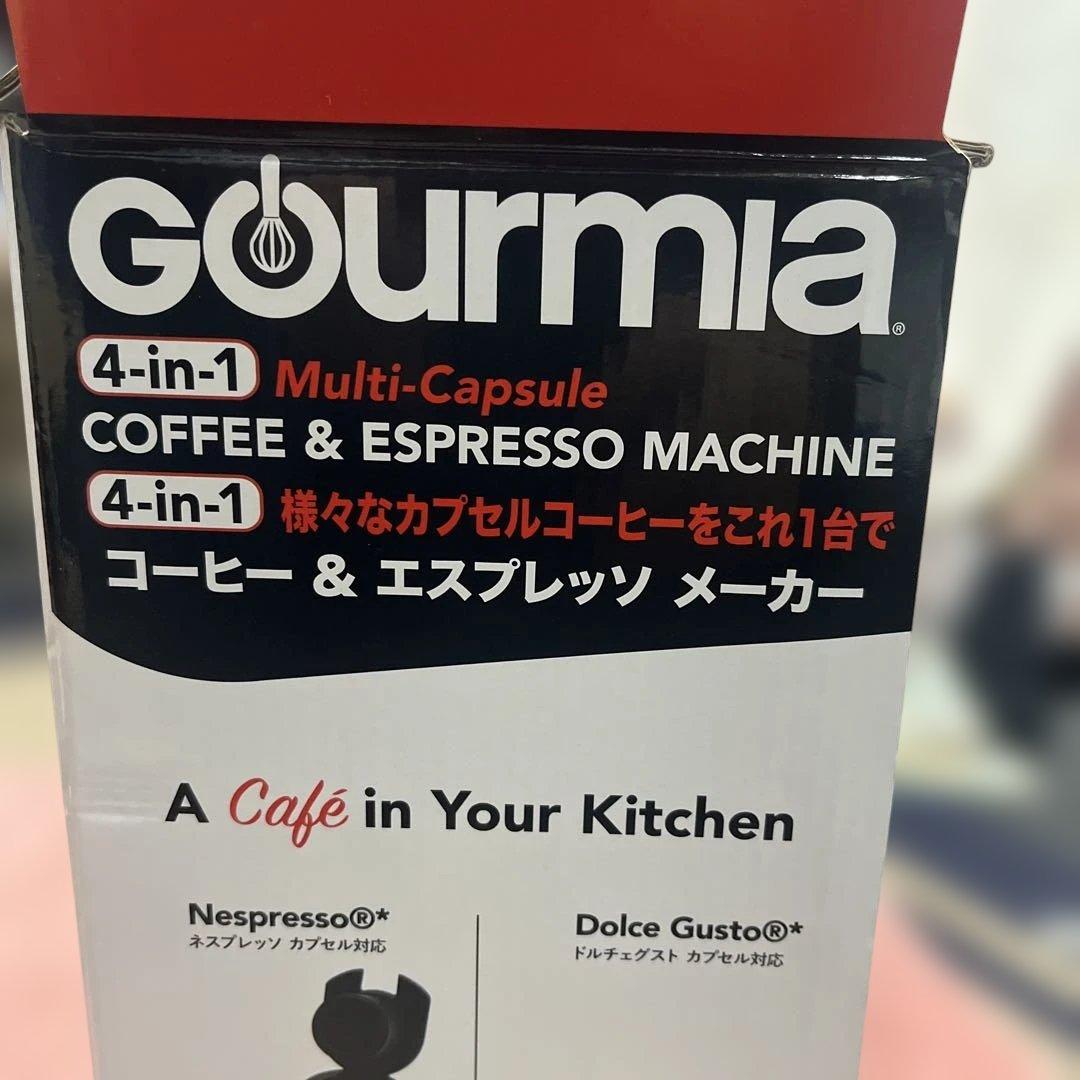 Gourmia®
4-in-1 Multi-Capsule
COFFEE & ESPRESSO MACHINE
4-in-1 様々なカプセルコーヒーをこれ1台で
コーヒー & エスプレッソ メーカー
A Café in Your Kitchen
Nespresso®*
ネスプレッソ カプセル対応
Dolce Gusto®*
ドルチェグスト カプセル対応